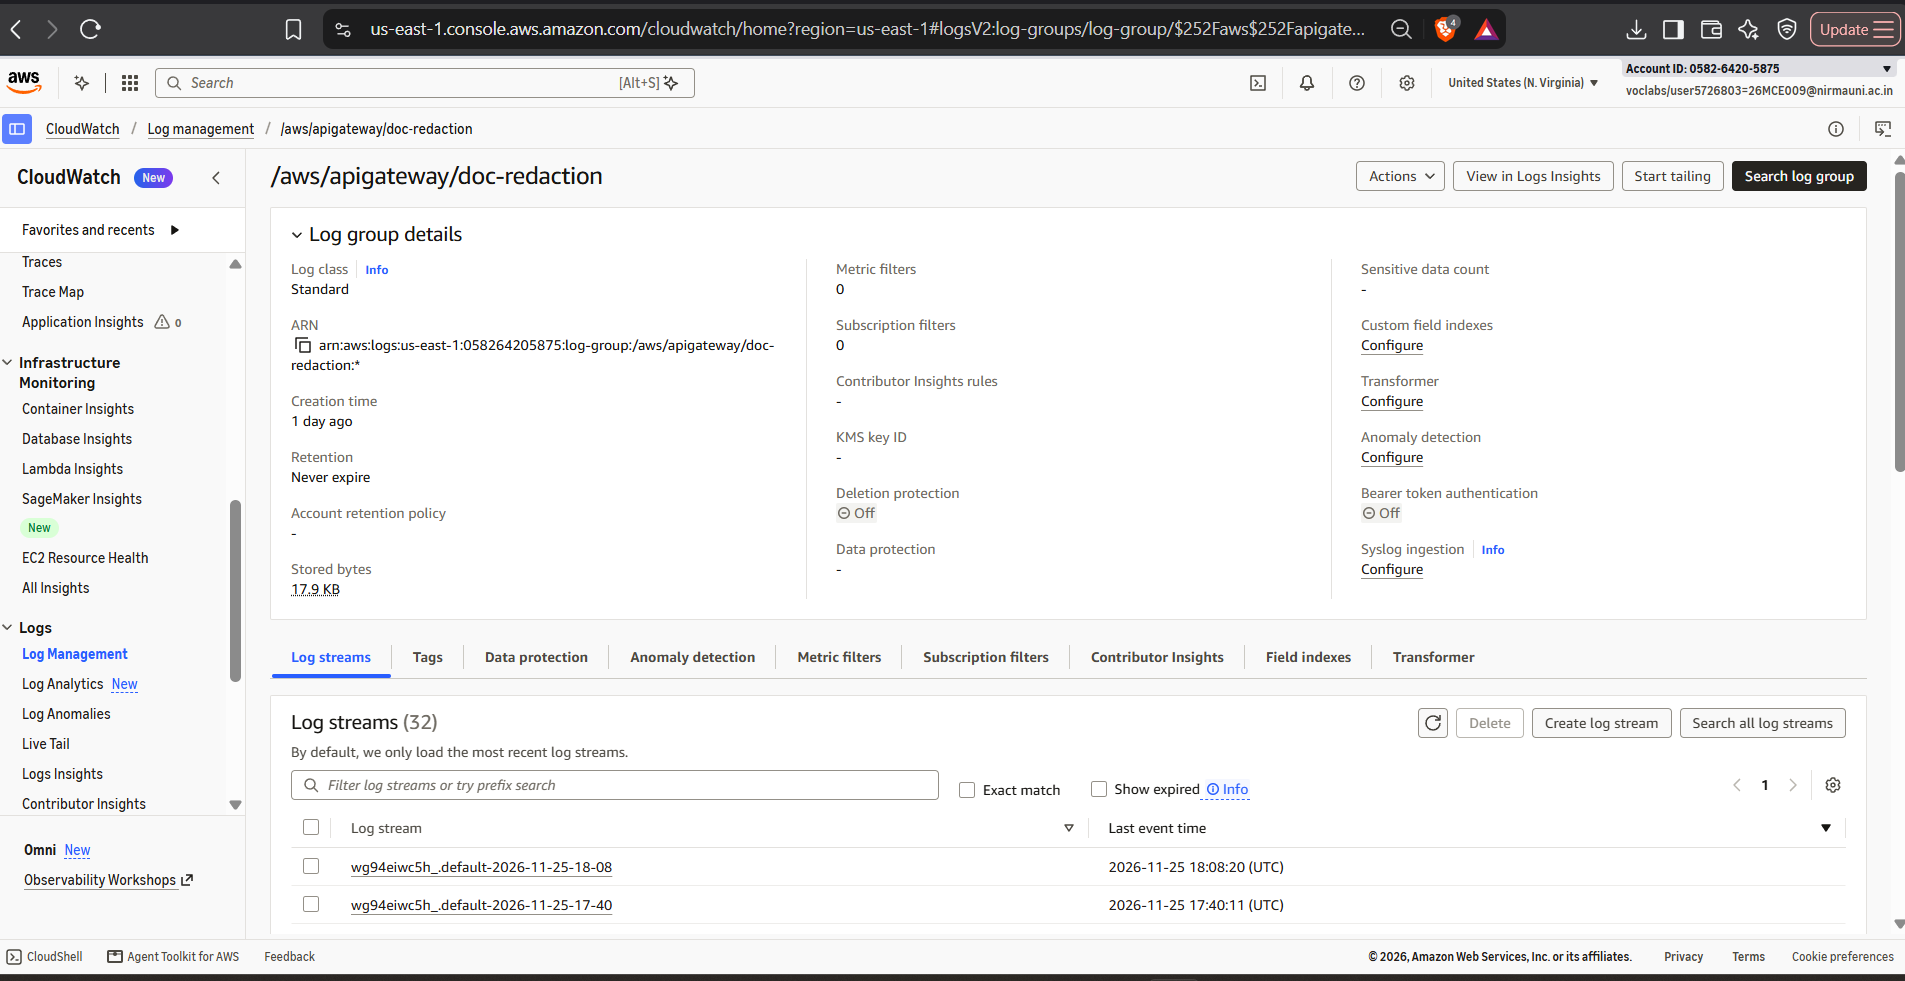 us-east-1.console.aws.amazon.com/cloudwatch/home?region=us-east-1#logsV2:log-groups/log-group/$252Faws$252Fapigate...
4
Update
aws
Search
[Alt+S]
United States (N. Virginia)
Account ID: 0582-6420-5875
voclabs/user5726803=26MCE009@nirmauni.ac.in
CloudWatch / Log management / /aws/apigateway/doc-redaction
CloudWatch New
Favorites and recents
Traces
Trace Map
Application Insights 0
Infrastructure
Monitoring
Container Insights
Database Insights
Lambda Insights
SageMaker Insights
New
EC2 Resource Health
All Insights
Logs
Log Management
Log Analytics New
Log Anomalies
Live Tail
Logs Insights
Contributor Insights
Omni New
Observability Workshops
/aws/apigateway/doc-redaction
Actions
View in Logs Insights
Start tailing
Search log group
Log group details
Log class Info
Standard
ARN
arn:aws:logs:us-east-1:058264205875:log-group:/aws/apigateway/doc-
redaction:*
Creation time
1 day ago
Retention
Never expire
Account retention policy
-
Stored bytes
17.9 KB
Metric filters
0
Subscription filters
0
Contributor Insights rules
-
KMS key ID
-
Deletion protection
Off
Data protection
-
Sensitive data count
-
Custom field indexes
Configure
Transformer
Configure
Anomaly detection
Configure
Bearer token authentication
Off
Syslog ingestion Info
Configure
Log streams
Tags
Data protection
Anomaly detection
Metric filters
Subscription filters
Contributor Insights
Field indexes
Transformer
Log streams (32)
Delete
Create log stream
Search all log streams
By default, we only load the most recent log streams.
Filter log streams or try prefix search
Exact match
Show expired Info
1
Log stream
Last event time
wg94eiwc5h_.default-2026-11-25-18-08
2026-11-25 18:08:20 (UTC)
wg94eiwc5h_.default-2026-11-25-17-40
2026-11-25 17:40:11 (UTC)
CloudShell
Agent Toolkit for AWS
Feedback
© 2026, Amazon Web Services, Inc. or its affiliates.
Privacy
Terms
Cookie preferences